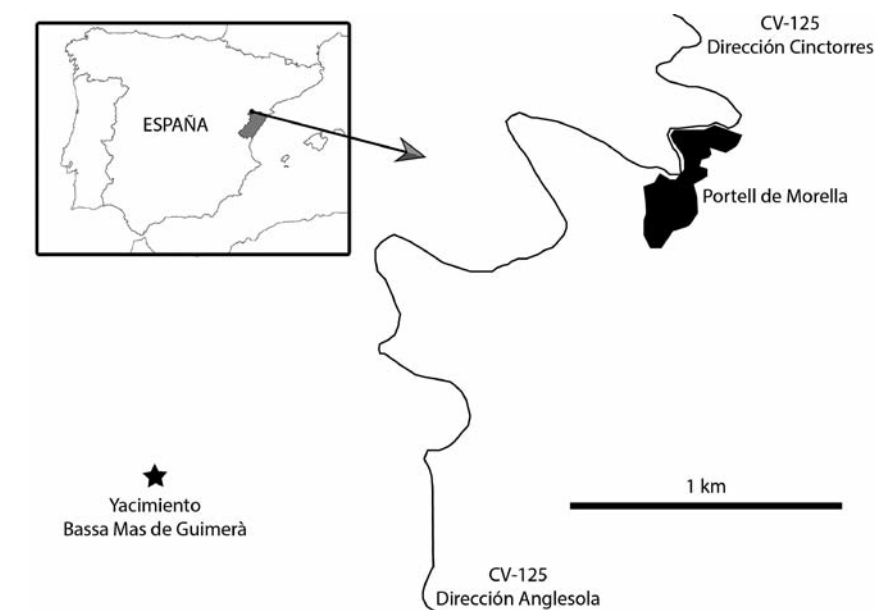 CV-125
Dirección Cinctorres
ESPAÑA
Portell de Morella
1 km
Yacimiento
Bassa Mas de Guimerà
CV-125
Dirección Anglesola